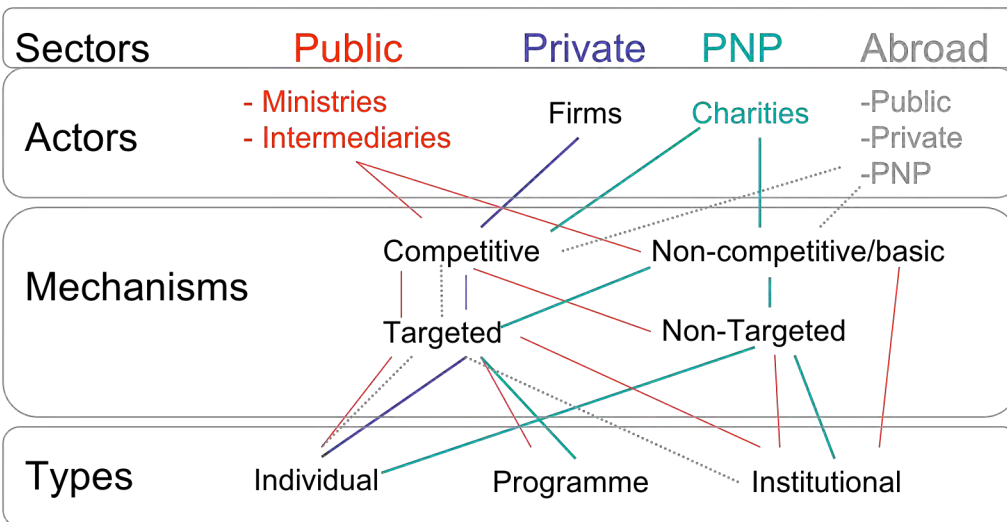 Sectors Public Private PNP Abroad
Actors
- Ministries
- Intermediaries
Firms
Charities
-Public
-Private
-PNP
Mechanisms
Competitive Non-competitive/basic
Targeted Non-Targeted
Types
Individual Programme Institutional